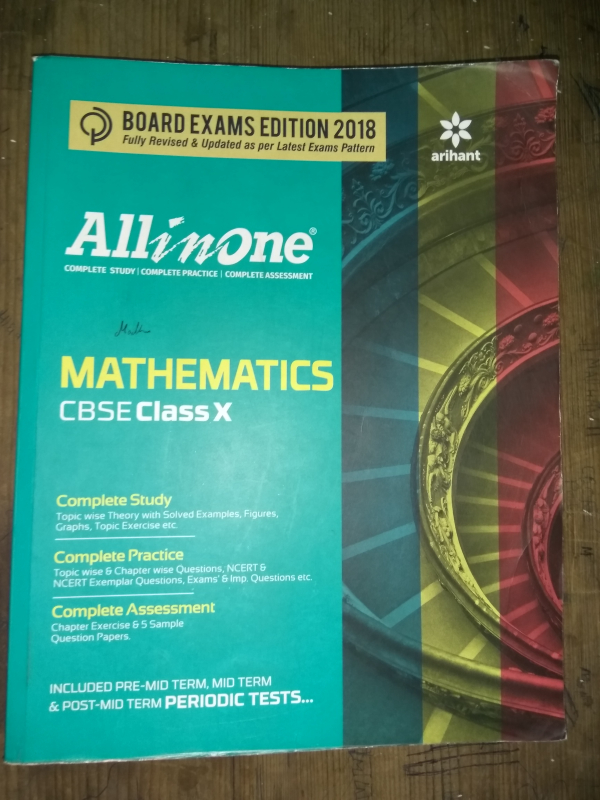 BOARD EXAMS EDITION 2018
Fully Revised & Updated as per Latest Exams Pattern
arihant
All in One®
COMPLETE STUDY | COMPLETE PRACTICE | COMPLETE ASSESSMENT
MATHEMATICS
CBSE Class X
Complete Study
Topic wise Theory with Solved Examples, Figures,
Graphs, Topic Exercise etc.
Complete Practice
Topic wise & Chapter wise Questions, NCERT &
NCERT Exemplar Questions, Exams' & Imp. Questions etc.
Complete Assessment
Chapter Exercise & 5 Sample
Question Papers.
INCLUDED PRE-MID TERM, MID TERM
& POST-MID TERM PERIODIC TESTS...